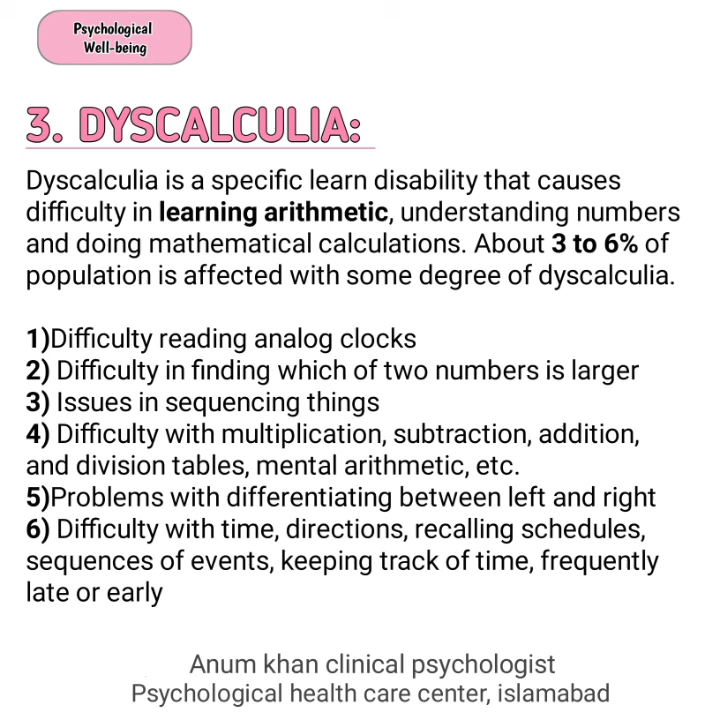 Psychological
Well-being
3. DYSCALCULIA:
Dyscalculia is a specific learn disability that causes
difficulty in learning arithmetic, understanding numbers
and doing mathematical calculations. About 3 to 6% of
population is affected with some degree of dyscalculia.
1)Difficulty reading analog clocks
2) Difficulty in finding which of two numbers is larger
3) Issues in sequencing things
4) Difficulty with multiplication, subtraction, addition,
and division tables, mental arithmetic, etc.
5)Problems with differentiating between left and right
6) Difficulty with time, directions, recalling schedules,
sequences of events, keeping track of time, frequently
late or early
Anum khan clinical psychologist
Psychological health care center, islamabad